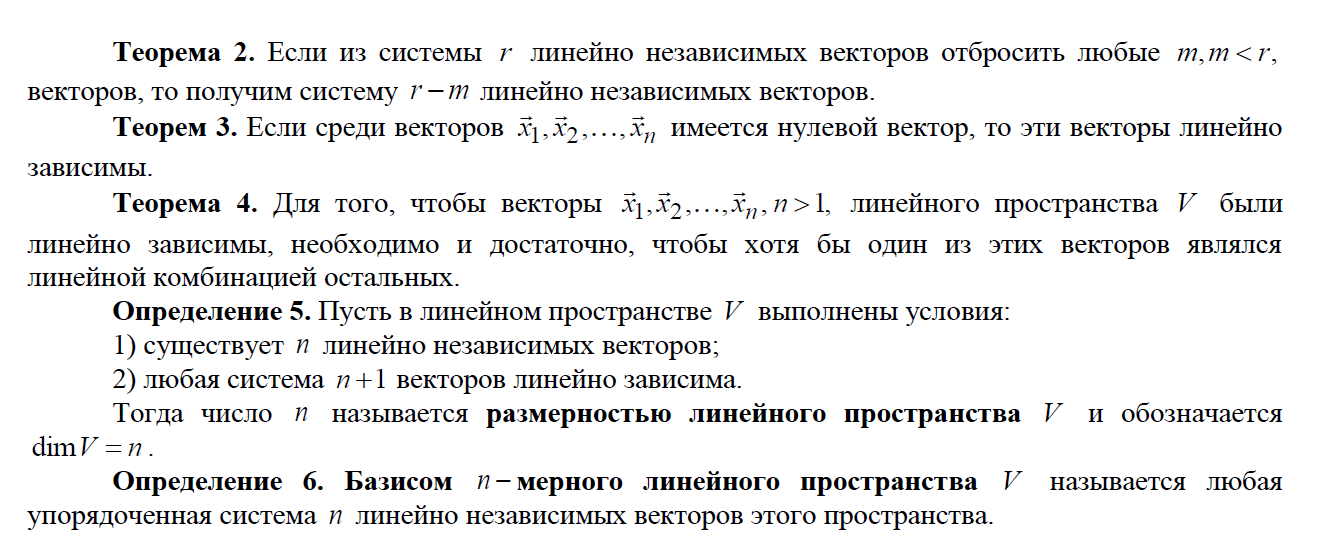 Теорема 2. Если из системы r линейно независимых векторов отбросить любые m, m < r,
векторов, то получим систему r − m линейно независимых векторов.
Теорем 3. Если среди векторов x⃗₁, x⃗₂, …, x⃗ₙ имеется нулевой вектор, то эти векторы линейно
зависимы.
Теорема 4. Для того, чтобы векторы x⃗₁, x⃗₂, …, x⃗ₙ, n > 1, линейного пространства V были
линейно зависимы, необходимо и достаточно, чтобы хотя бы один из этих векторов являлся
линейной комбинацией остальных.
Определение 5. Пусть в линейном пространстве V выполнены условия:
1) существует n линейно независимых векторов;
2) любая система n + 1 векторов линейно зависима.
Тогда число n называется размерностью линейного пространства V и обозначается
dim V = n.
Определение 6. Базисом n − мерного линейного пространства V называется любая
упорядоченная система n линейно независимых векторов этого пространства.